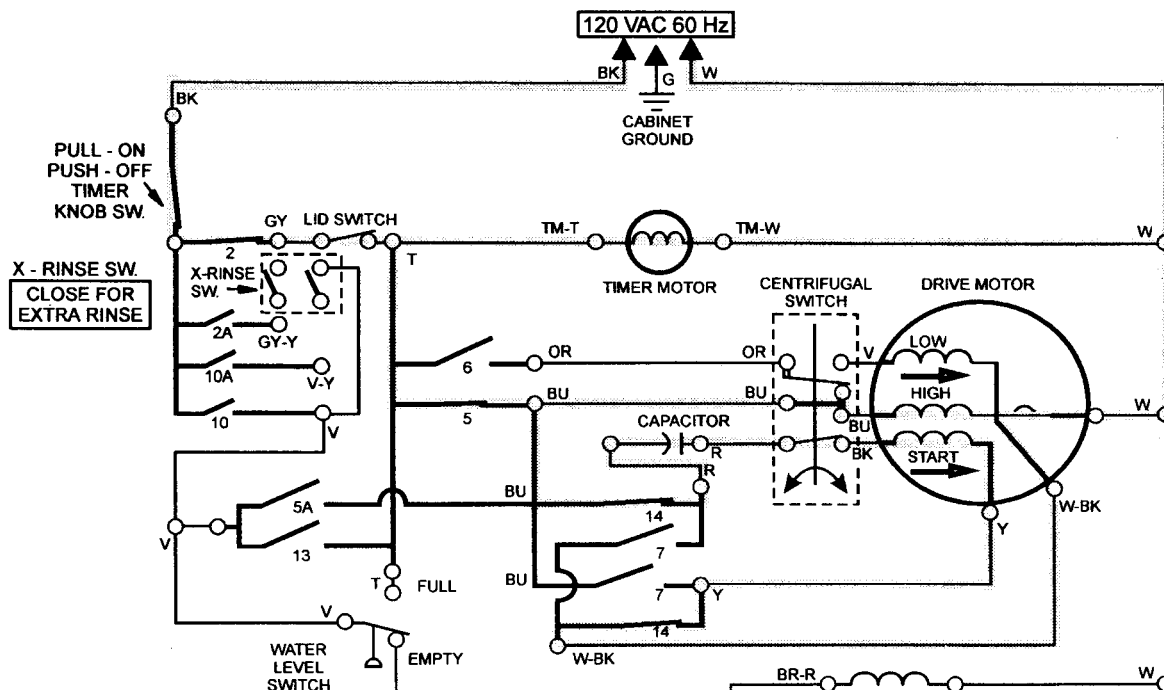 120 VAC 60 Hz
BK
G
W
BK
CABINET
GROUND
PULL - ON
PUSH - OFF
TIMER
KNOB SW.
GY
LID SWITCH
TM-T
TM-W
W
2
T
X - RINSE SW.
CLOSE FOR
EXTRA RINSE
X-RINSE
SW.
TIMER MOTOR
CENTRIFUGAL
SWITCH
DRIVE MOTOR
2A
GY-Y
6
OR
OR
V
LOW
10A
V-Y
5
BU
BU
HIGH
W
10
V
CAPACITOR
BU
R
BK
START
R
5A
BU
14
W-BK
V
13
7
Y
T
FULL
BU
7
Y
V
14
WATER
LEVEL
SWITCH
EMPTY
W-BK
BR-R
W